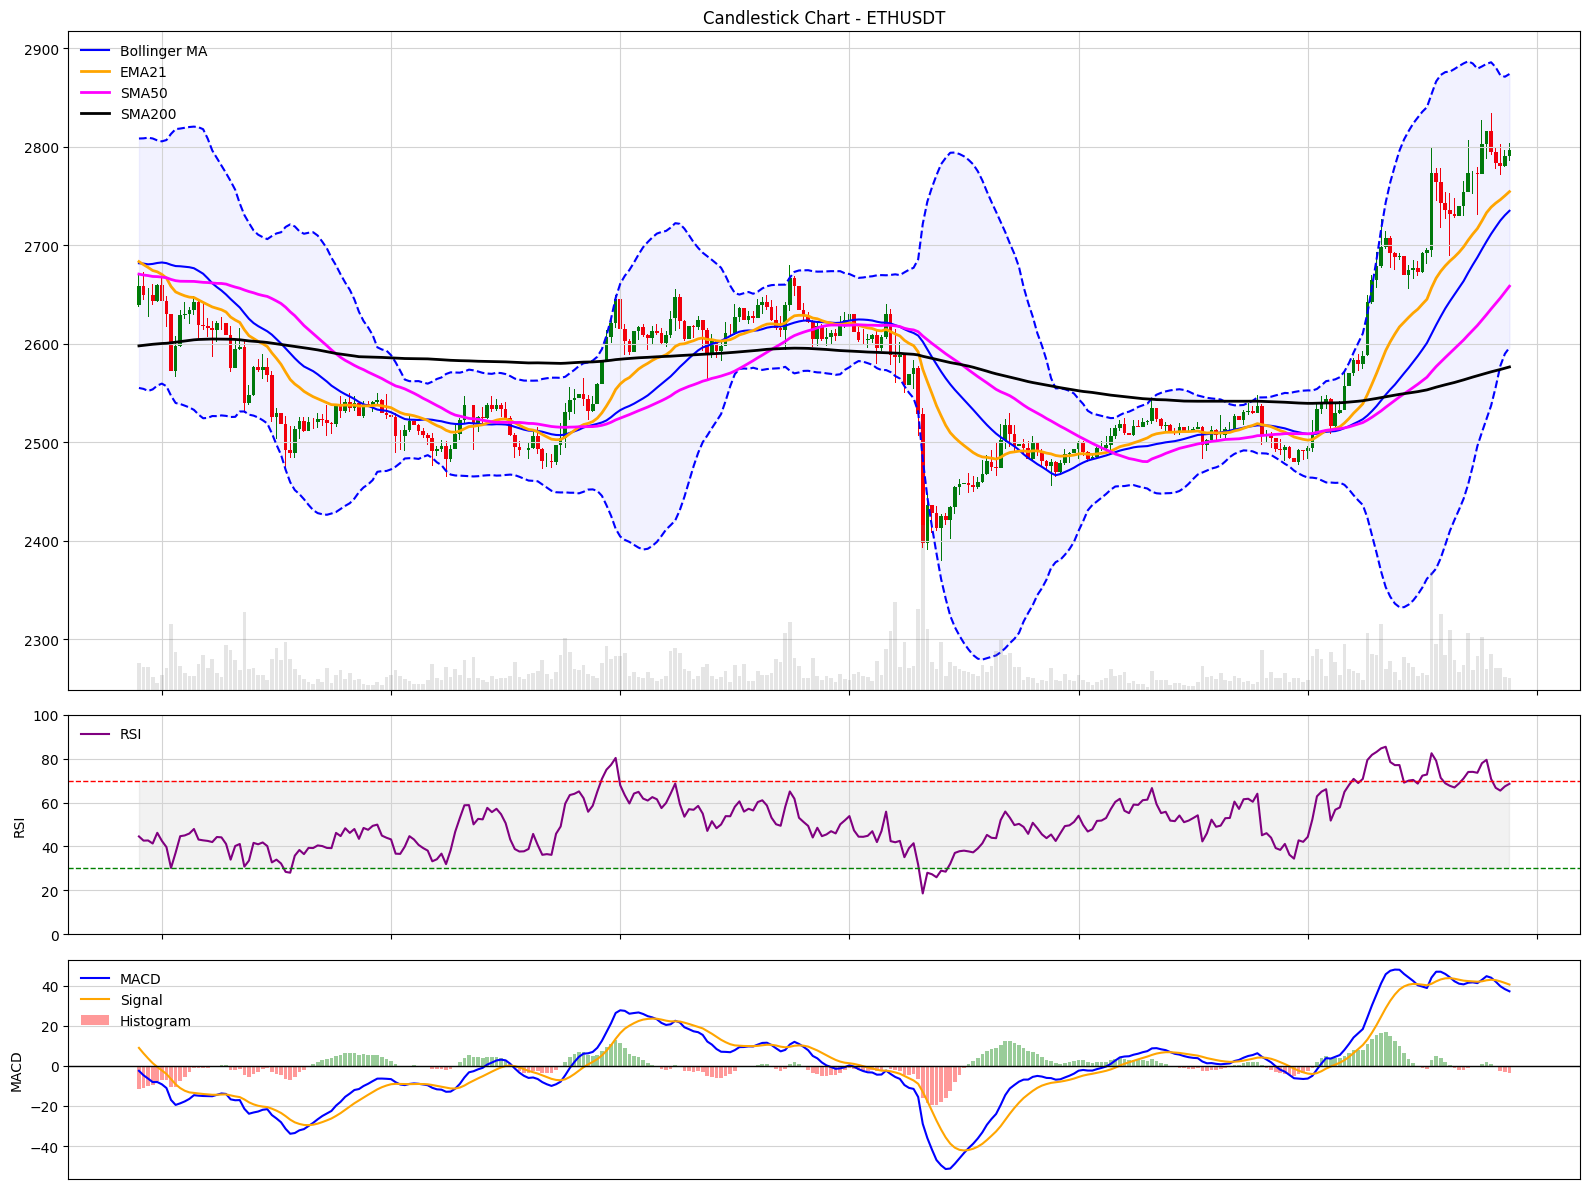 Candlestick Chart - ETHUSDT
Bollinger MA
EMA21
SMA50
SMA200
2900
2800
2700
2600
2500
2400
2300
RSI
RSI
100
80
60
40
20
0
MACD
Signal
Histogram
MACD
40
20
0
−20
−40